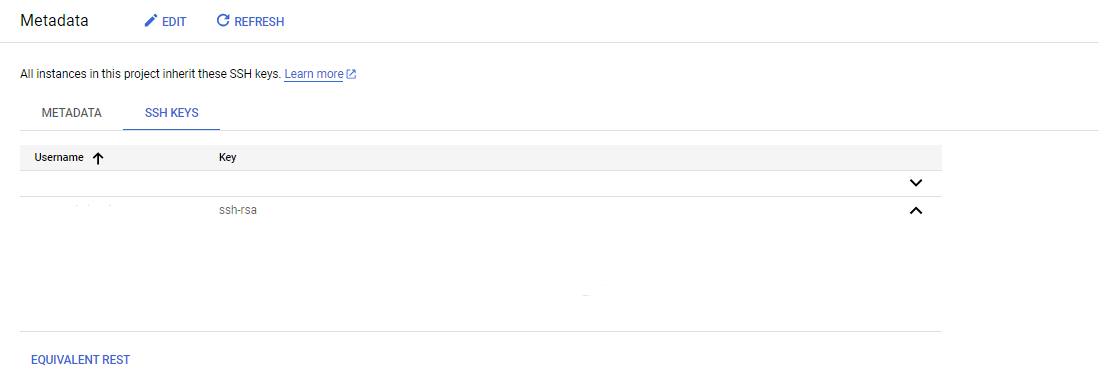 Metadata EDIT REFRESH
All instances in this project inherit these SSH keys. Learn more
METADATA SSH KEYS
Username Key
ssh-rsa
EQUIVALENT REST